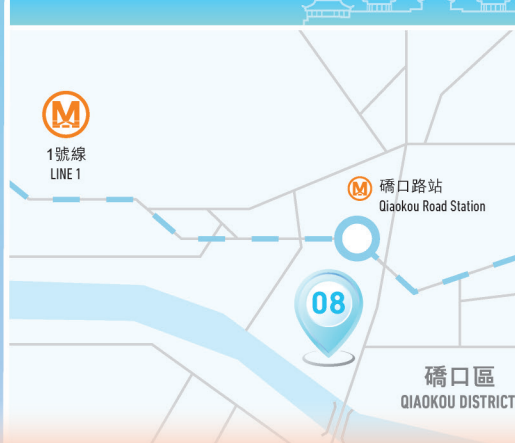 1號線
LINE 1
礄口路站
Qiaokou Road Station
08
礄口區
QIAOKOU DISTRICT